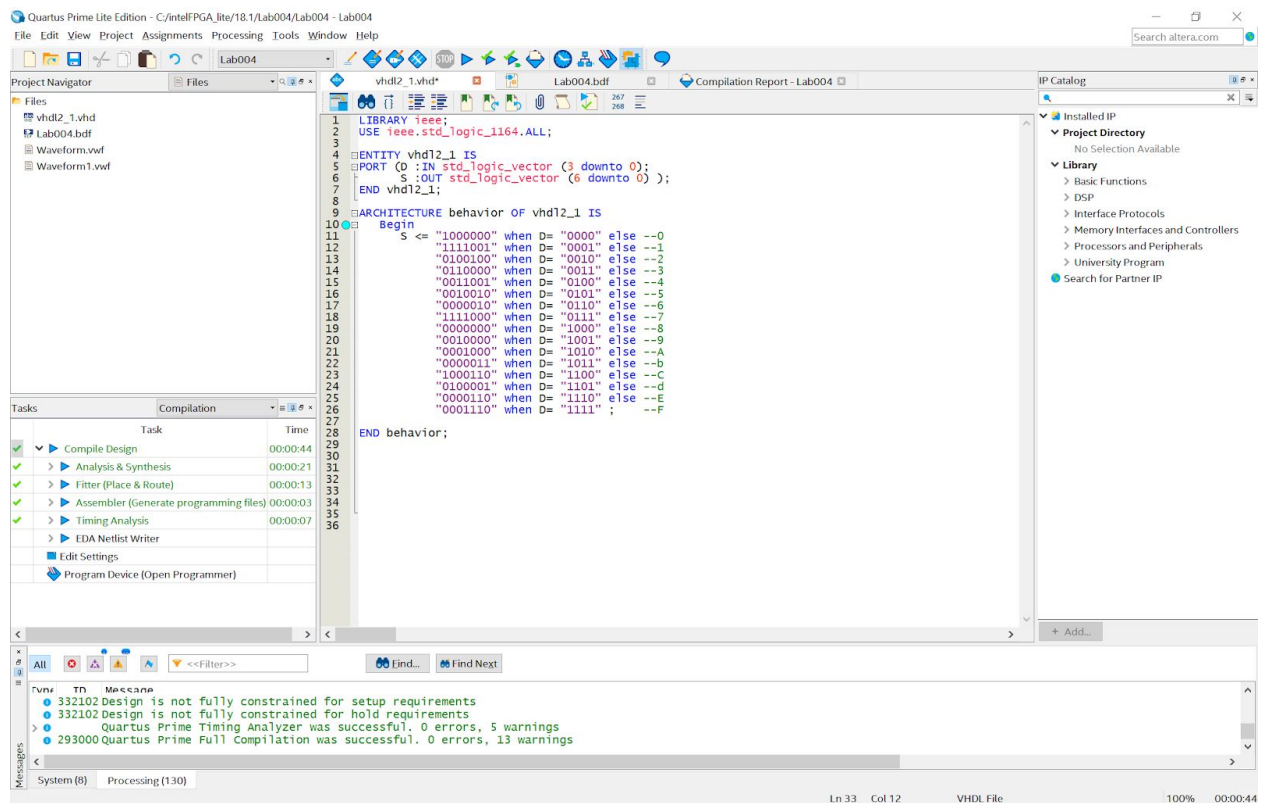 Quartus Prime Lite Edition - C:/intelFPGA_lite/18.1/Lab004/Lab004 - Lab004
File Edit View Project Assignments Processing Tools Window Help
Search altera.com
Lab004
Project Navigator
Files
Files
vhdl2_1.vhd
Lab004.bdf
Waveform.vwf
Waveform1.vwf
vhdl2_1.vhd*
Lab004.bdf
Compilation Report - Lab004
267
268
1 LIBRARY ieee;
2 USE ieee.std_logic_1164.ALL;
3
4 ENTITY vhdl2_1 IS
5 PORT (D :IN std_logic_vector (3 downto 0);
6 S :OUT std_logic_vector (6 downto 0) );
7 END vhdl2_1;
8
9 ARCHITECTURE behavior OF vhdl2_1 IS
10 Begin
11 S <= "1000000" when D= "0000" else --0
12 "1111001" when D= "0001" else --1
13 "0100100" when D= "0010" else --2
14 "0110000" when D= "0011" else --3
15 "0011001" when D= "0100" else --4
16 "0010010" when D= "0101" else --5
17 "0000010" when D= "0110" else --6
18 "1111000" when D= "0111" else --7
19 "0000000" when D= "1000" else --8
20 "0010000" when D= "1001" else --9
21 "0001000" when D= "1010" else --A
22 "0000011" when D= "1011" else --b
23 "1000110" when D= "1100" else --C
24 "0100001" when D= "1101" else --d
25 "0000110" when D= "1110" else --E
26 "0001110" when D= "1111" ; --F
27
28 END behavior;
29
30
31
32
33
34
35
36
IP Catalog
Installed IP
Project Directory
No Selection Available
Library
Basic Functions
DSP
Interface Protocols
Memory Interfaces and Controllers
Processors and Peripherals
University Program
Search for Partner IP
+ Add...
Tasks
Compilation
Task Time
Compile Design 00:00:44
Analysis & Synthesis 00:00:21
Fitter (Place & Route) 00:00:13
Assembler (Generate programming files) 00:00:03
Timing Analysis 00:00:07
EDA Netlist Writer
Edit Settings
Program Device (Open Programmer)
All
<<Filter>>
Find...
Find Next
Type ID Message
332102 Design is not fully constrained for setup requirements
332102 Design is not fully constrained for hold requirements
Quartus Prime Timing Analyzer was successful. 0 errors, 5 warnings
293000 Quartus Prime Full Compilation was successful. 0 errors, 13 warnings
Messages
System (8) Processing (130)
Ln 33 Col 12 VHDL File 100% 00:00:44